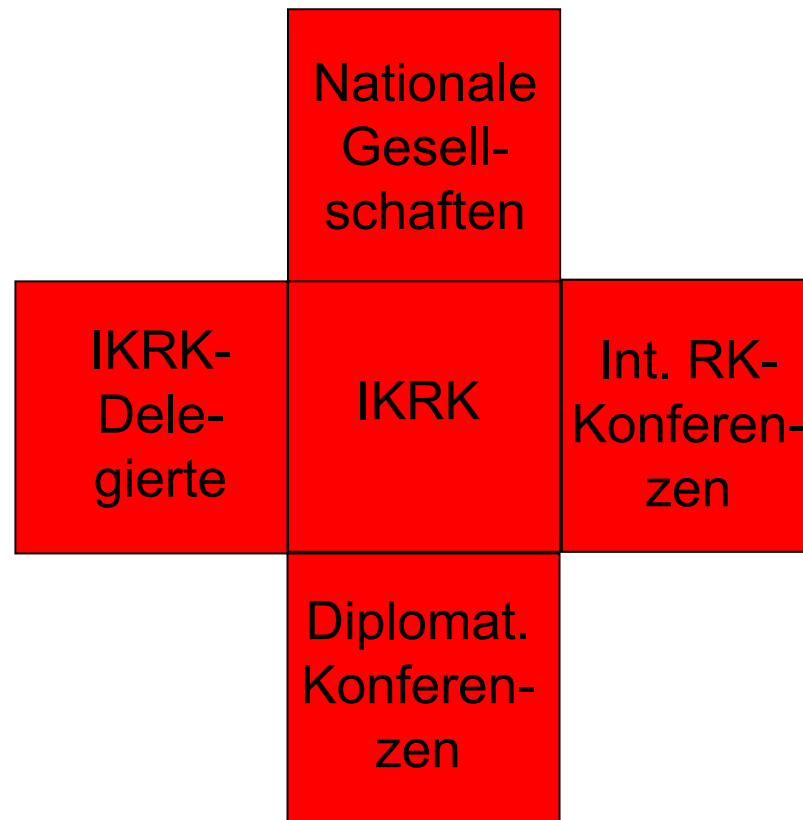 Nationale
Gesell-
schaften
IKRK-
Dele-
gierte
IKRK
Int. RK-
Konferen-
zen
Diplomat.
Konferen-
zen